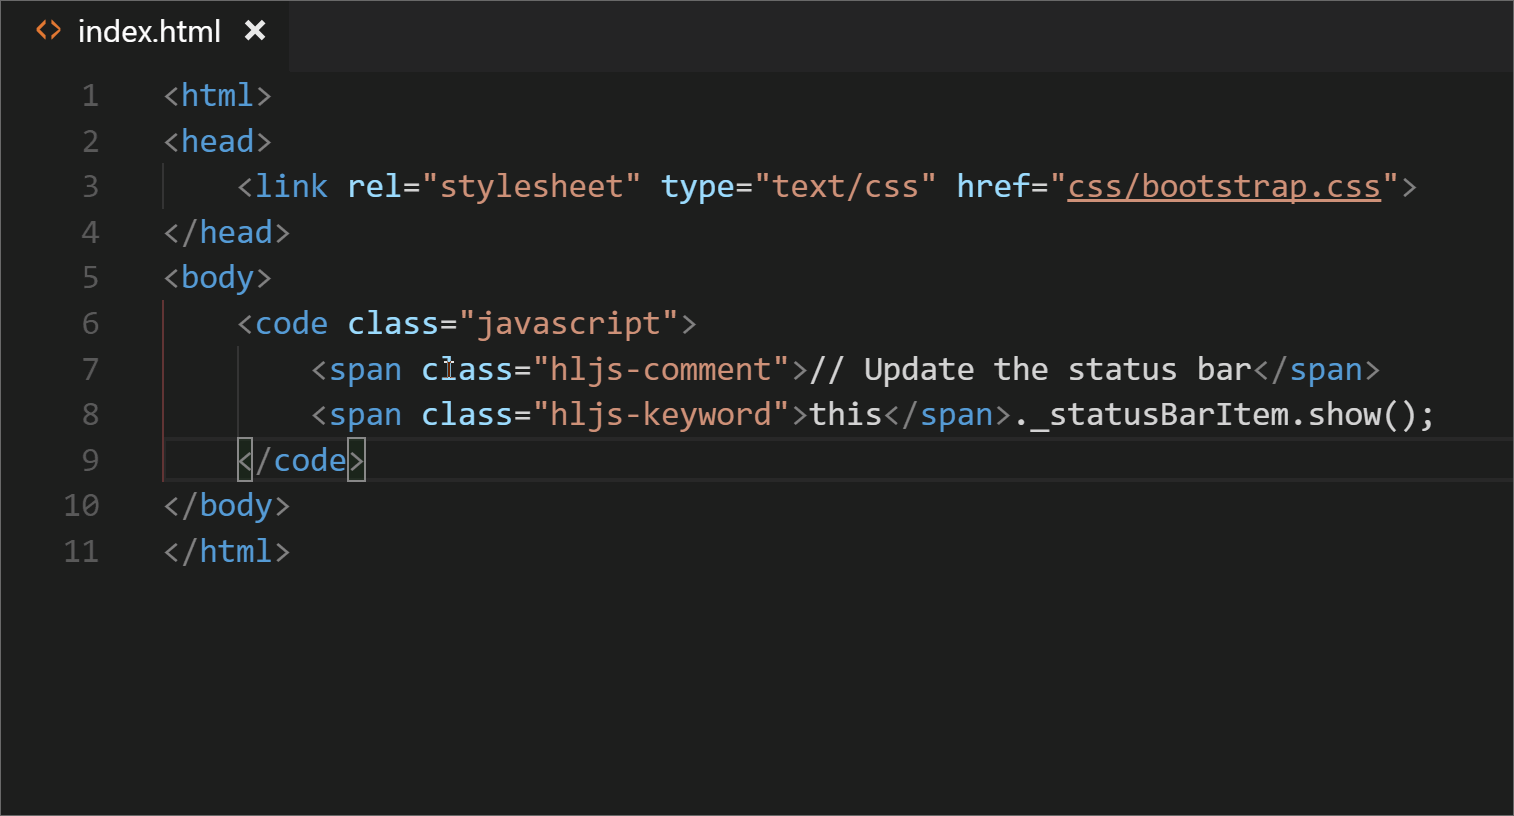 index.html
1 <html>
2 <head>
3     <link rel="stylesheet" type="text/css" href="css/bootstrap.css">
4 </head>
5 <body>
6     <code class="javascript">
7         <span class="hljs-comment">// Update the status bar</span>
8         <span class="hljs-keyword">this</span>._statusBarItem.show();
9     </code>
10 </body>
11 </html>